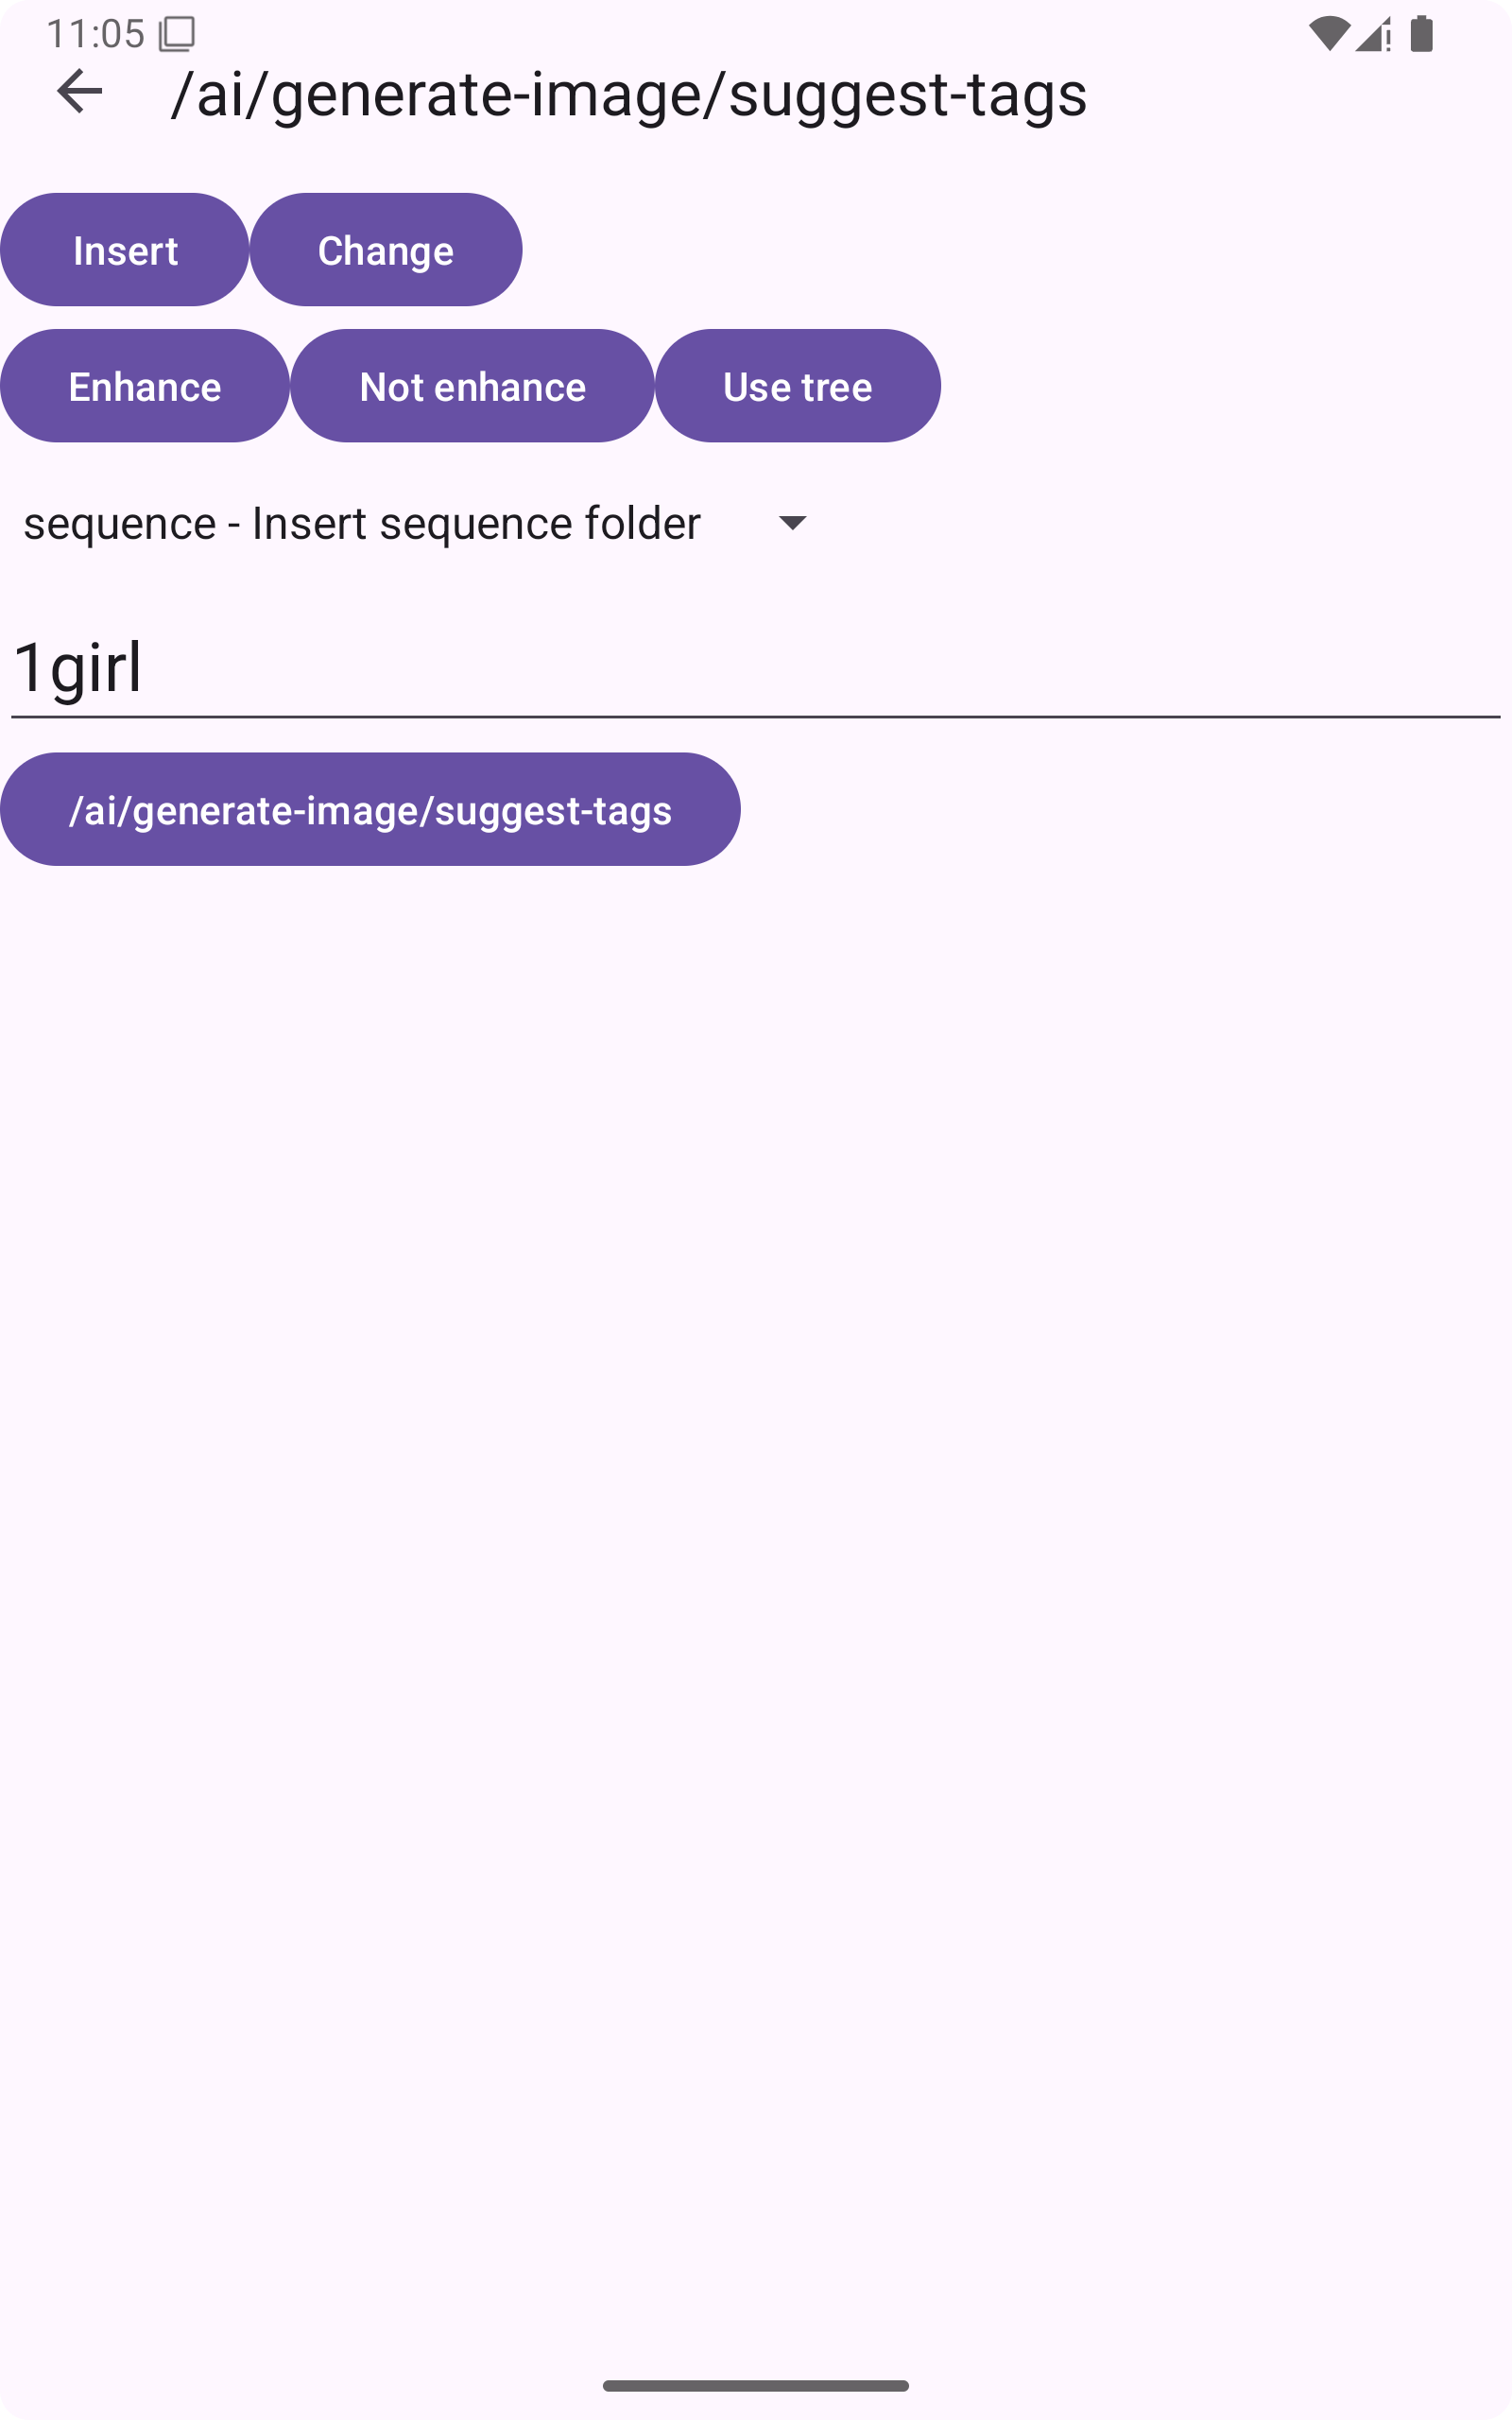 11:05
/ai/generate-image/suggest-tags
Insert Change
Enhance Not enhance Use tree
sequence - Insert sequence folder
1girl
/ai/generate-image/suggest-tags